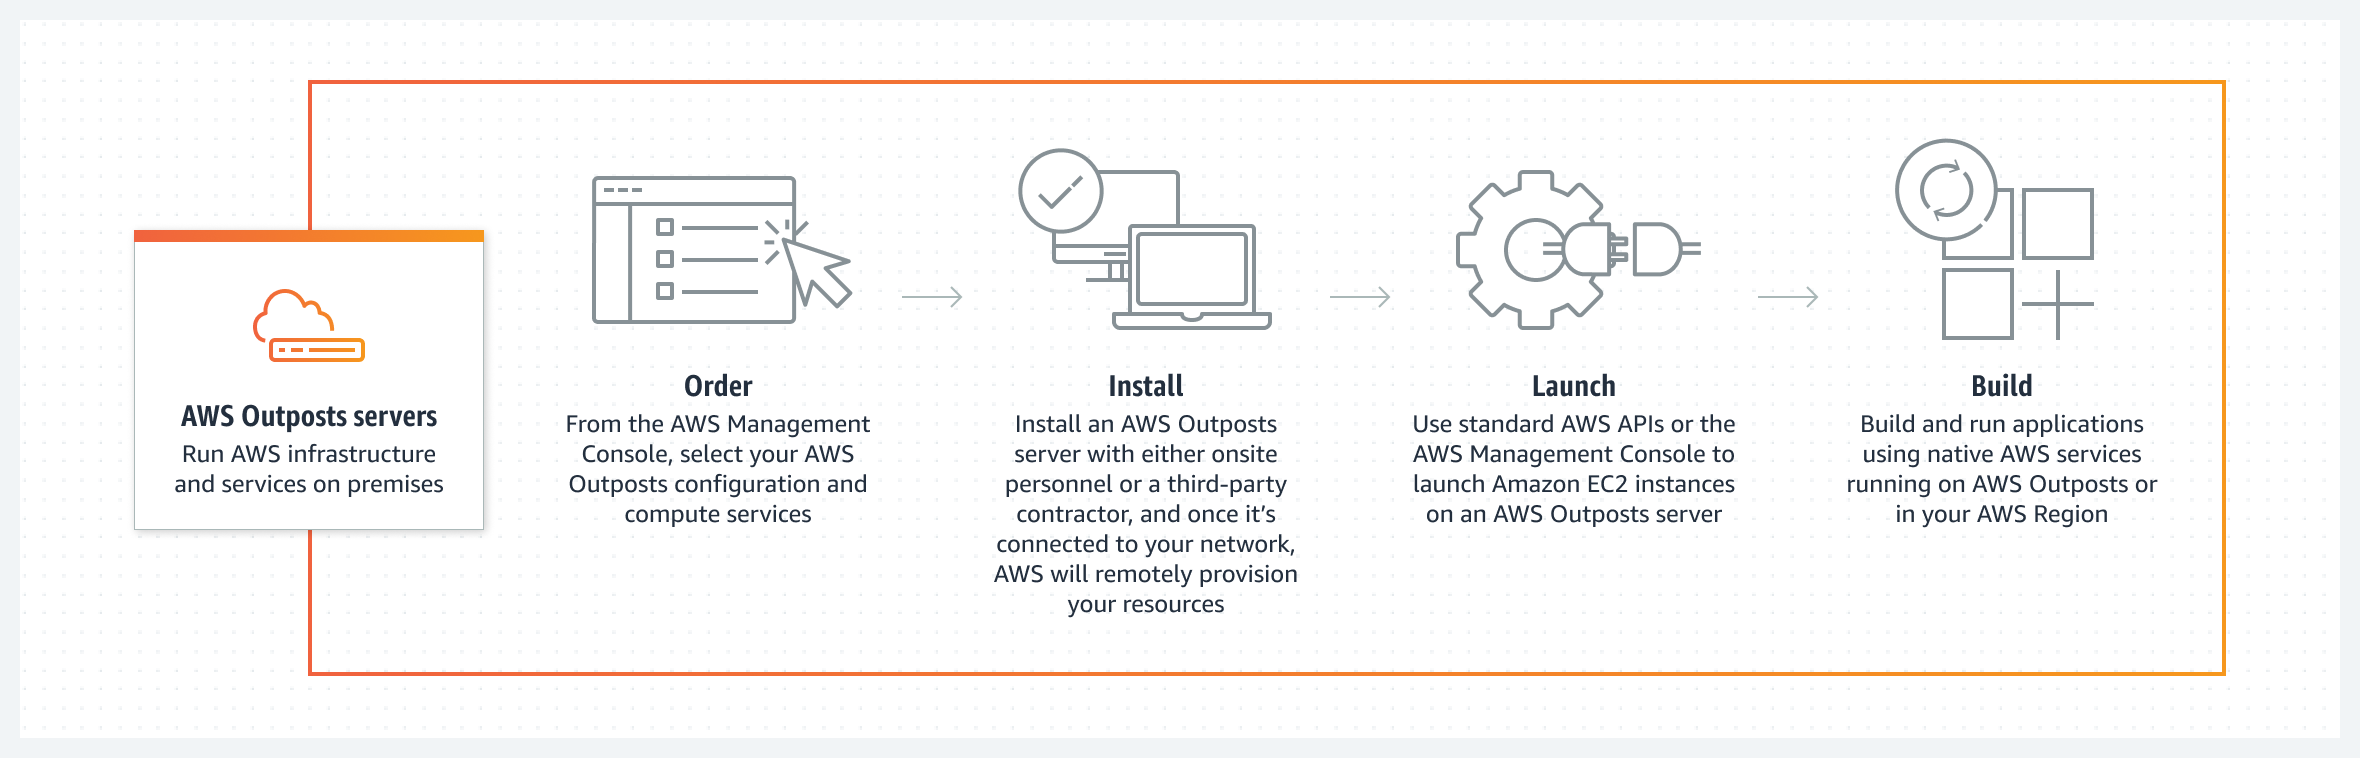 AWS Outposts servers
Run AWS infrastructure
and services on premises
Order
From the AWS Management
Console, select your AWS
Outposts configuration and
compute services
Install
Install an AWS Outposts
server with either onsite
personnel or a third-party
contractor, and once it’s
connected to your network,
AWS will remotely provision
your resources
Launch
Use standard AWS APIs or the
AWS Management Console to
launch Amazon EC2 instances
on an AWS Outposts server
Build
Build and run applications
using native AWS services
running on AWS Outposts or
in your AWS Region